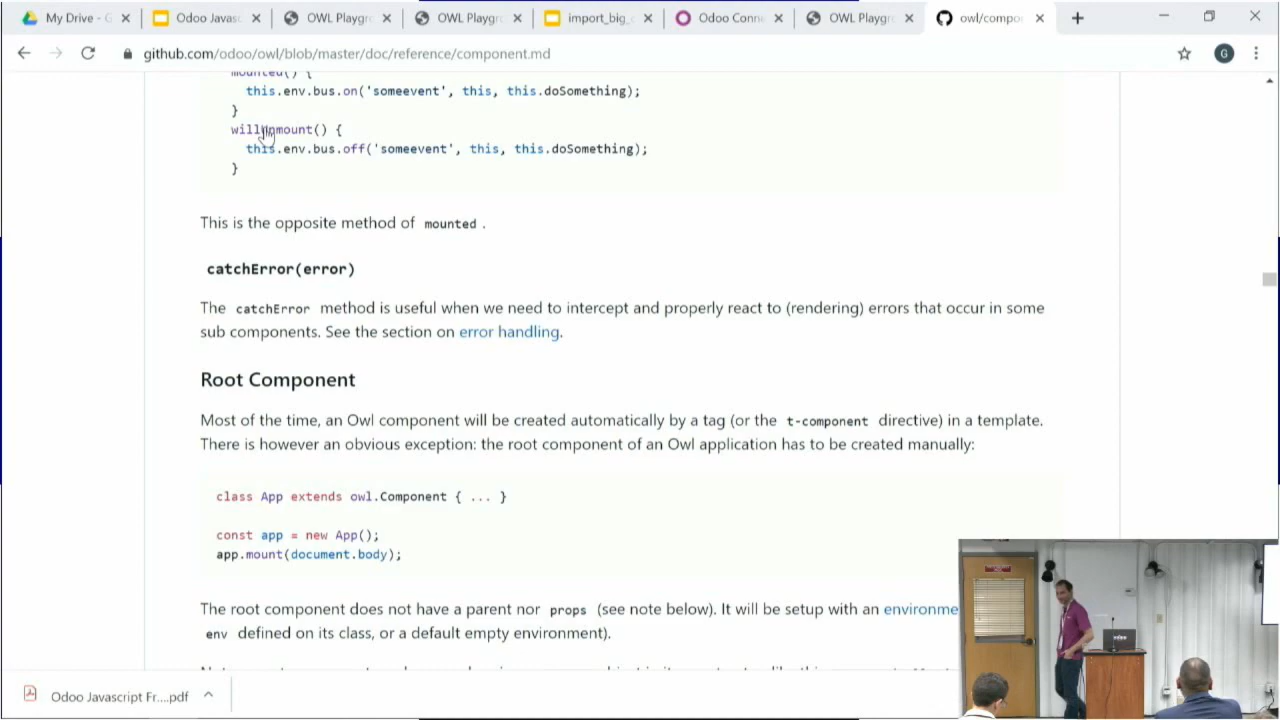 My Drive - G
Odoo Javasc
OWL Playgr
OWL Playgr
import_big_
Odoo Conn
OWL Playgr
owl/compo
github.com/odoo/owl/blob/master/doc/reference/component.md
G
mounted() {
this.env.bus.on('someevent', this, this.doSomething);
}
willUnmount() {
this.env.bus.off('someevent', this, this.doSomething);
}
This is the opposite method of mounted .
catchError(error)
The catchError method is useful when we need to intercept and properly react to (rendering) errors that occur in some
sub components. See the section on error handling.
Root Component
Most of the time, an Owl component will be created automatically by a tag (or the t-component directive) in a template.
There is however an obvious exception: the root component of an Owl application has to be created manually:
class App extends owl.Component { ... }
const app = new App();
app.mount(document.body);
The root component does not have a parent nor props (see note below). It will be setup with an environme
env defined on its class, or a default empty environment).
Odoo Javascript Fr....pdf